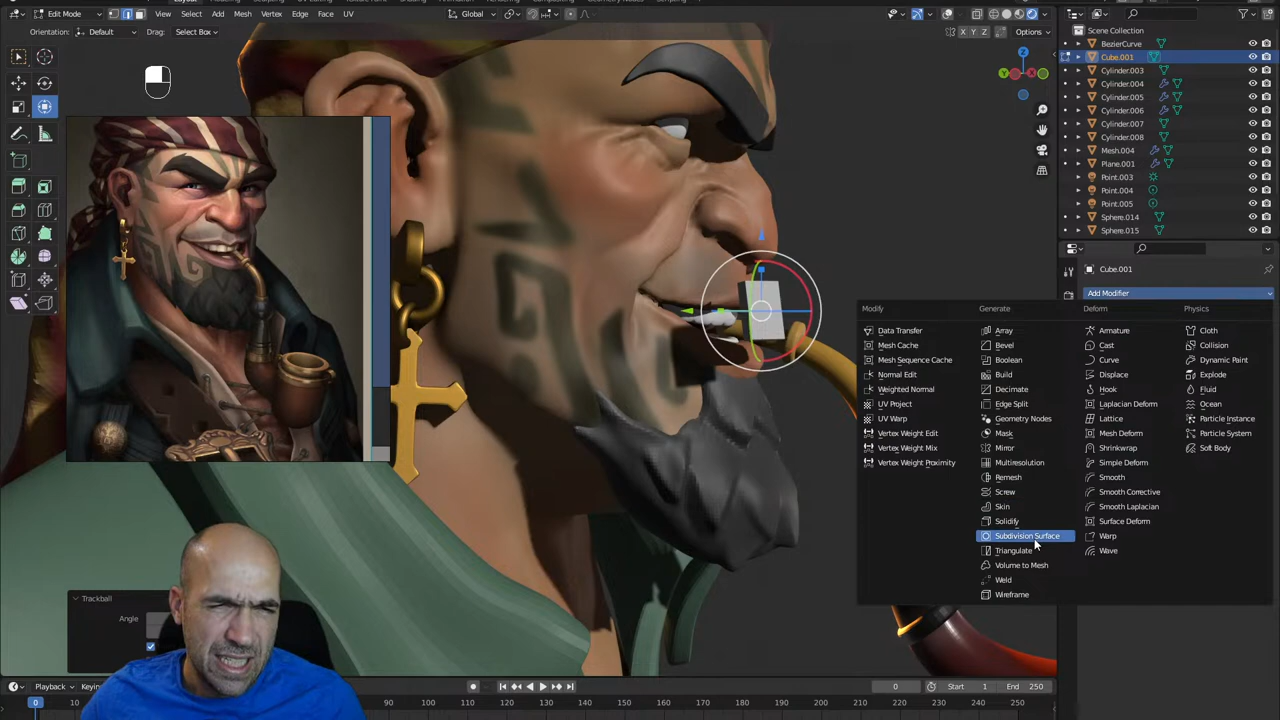 Edit Mode
View
Select
Add
Mesh
Vertex
Edge
Face
UV
Global
Orientation:
Default
Drag:
Select Box
X Y Z
Options
Scene Collection
BezierCurve
Cube.001
Cylinder.003
Cylinder.004
Cylinder.005
Cylinder.006
Cylinder.007
Cylinder.008
Mesh.004
Plane.001
Point.003
Point.004
Point.005
Sphere.014
Sphere.015
Z
Y
X
Cube.001
Add Modifier
Modify
Data Transfer
Mesh Cache
Mesh Sequence Cache
Normal Edit
Weighted Normal
UV Project
UV Warp
Vertex Weight Edit
Vertex Weight Mix
Vertex Weight Proximity
Generate
Array
Bevel
Boolean
Build
Decimate
Edge Split
Geometry Nodes
Mask
Mirror
Multiresolution
Remesh
Screw
Skin
Solidify
Subdivision Surface
Triangulate
Volume to Mesh
Weld
Wireframe
Deform
Armature
Cast
Curve
Displace
Hook
Laplacian Deform
Lattice
Mesh Deform
Shrinkwrap
Simple Deform
Smooth
Smooth Corrective
Smooth Laplacian
Surface Deform
Warp
Wave
Physics
Cloth
Collision
Dynamic Paint
Explode
Fluid
Ocean
Particle Instance
Particle System
Soft Body
Trackball
Angle
Playback
Keying
0
Start
1
End
250
0
10
80
90
100
110
120
130
140
150
160
170
180
190
200
210
220
230
240
250